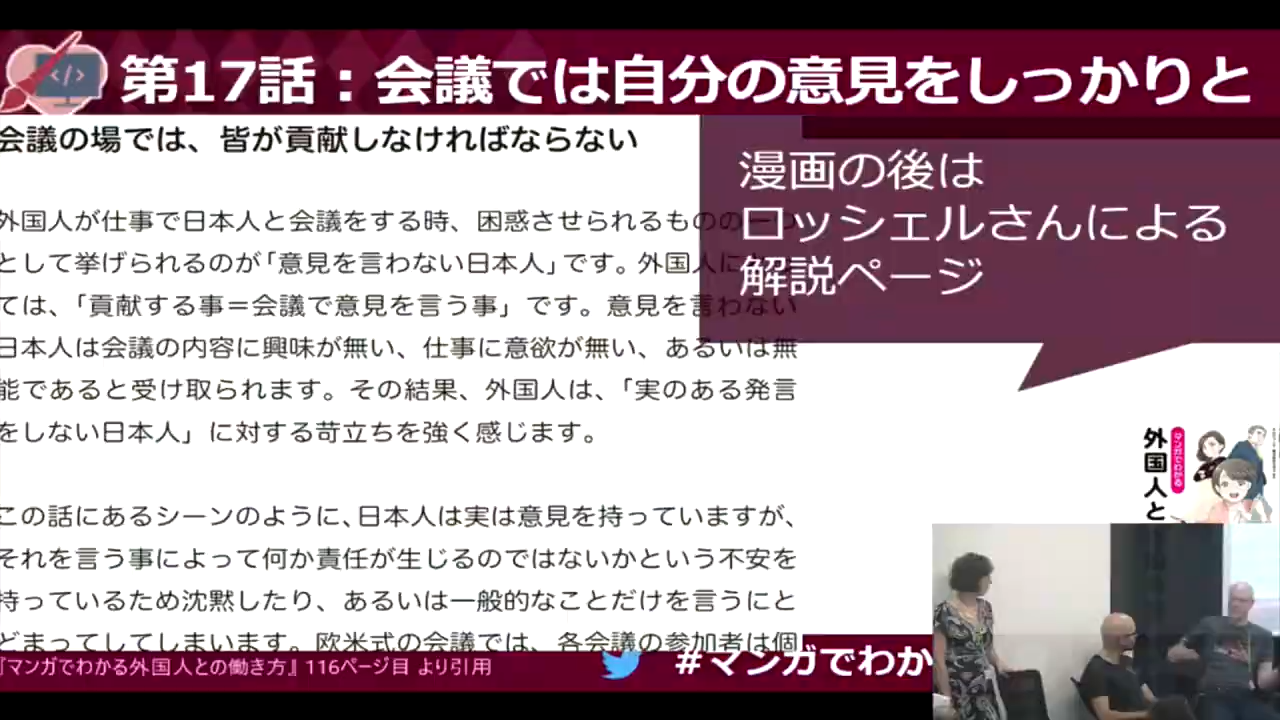 </>
第17話：会議では自分の意見をしっかりと
会議の場では、皆が貢献しなければならない
外国人が仕事で日本人と会議をする時、困惑させられるものの一つ
として挙げられるのが「意見を言わない日本人」です。外国人に
ては、「貢献する事＝会議で意見を言う事」です。意見を言わない
日本人は会議の内容に興味が無い、仕事に意欲が無い、あるいは無
能であると受け取られます。その結果、外国人は、「実のある発言
をしない日本人」に対する苛立ちを強く感じます。
この話にあるシーンのように、日本人は実は意見を持っていますが、
それを言う事によって何か責任が生じるのではないかという不安を
持っているため沈黙したり、あるいは一般的なことだけを言うにと
どまってしてしまいます。欧米式の会議では、各会議の参加者は個
漫画の後は
ロッシェルさんによる
解説ページ
マンガでわかる
外国人と
『マンガでわかる外国人との働き方』116ページ目 より引用
#マンガでわか